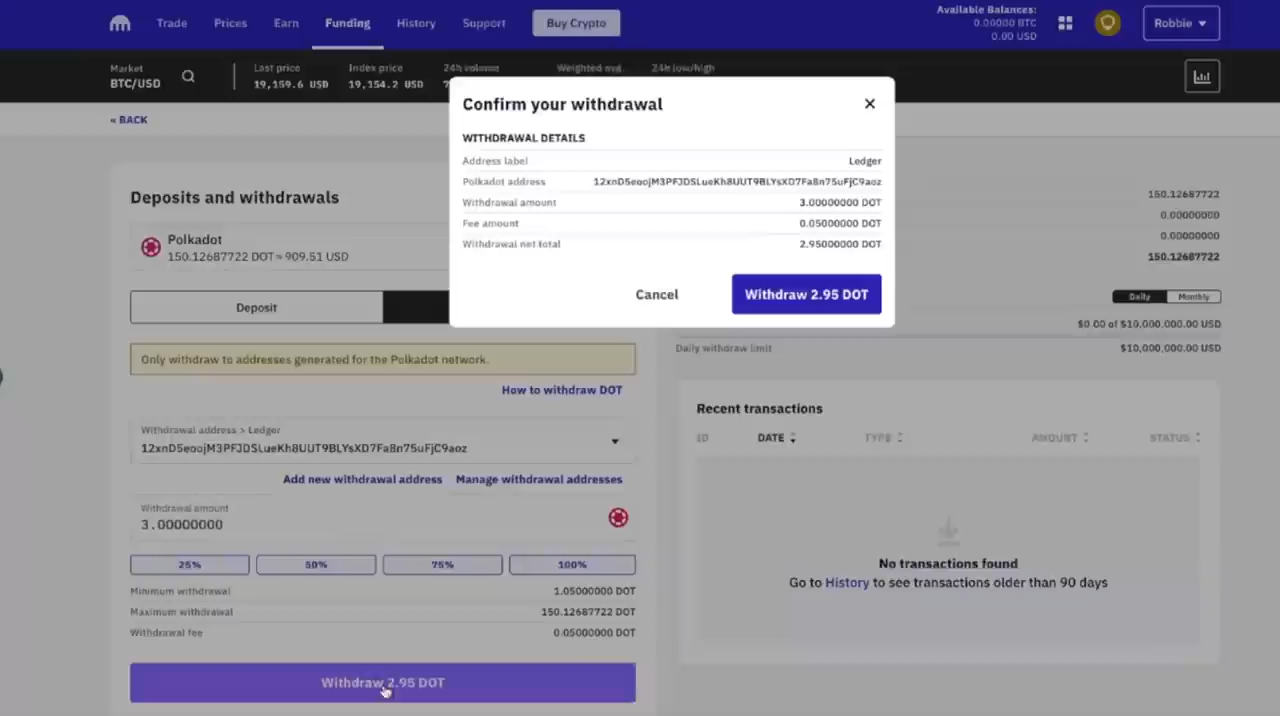 Trade Prices Earn Funding History Support Buy Crypto
Available Balances:
0.00000 BTC
0.00 USD
Robbie
Market
BTC/USD
Last price
19,159.6 USD
Index price
19,154.2 USD
24h volume
7
Weighted avg.
24h low/high
« BACK
Confirm your withdrawal
WITHDRAWAL DETAILS
Address label Ledger
Polkadot address 12xnD5eoojM3PFJDSLueKh8UUT9BLYsXD7Fa8n75uFjC9aoz
Withdrawal amount 3.00000000 DOT
Fee amount 0.05000000 DOT
Withdrawal net total 2.95000000 DOT
Cancel Withdraw 2.95 DOT
Deposits and withdrawals
Polkadot
150.12687722 DOT ≈ 909.51 USD
Deposit
Only withdraw to addresses generated for the Polkadot network.
How to withdraw DOT
Withdrawal address > Ledger
12xnD5eoojM3PFJDSLueKh8UUT9BLYsXD7Fa8n75uFjC9aoz
Add new withdrawal address Manage withdrawal addresses
Withdrawal amount
3.00000000
25% 50% 75% 100%
Minimum withdrawal 1.05000000 DOT
Maximum withdrawal 150.12687722 DOT
Withdrawal fee 0.05000000 DOT
Withdraw 2.95 DOT
150.12687722
0.00000000
0.00000000
150.12687722
Daily Monthly
$0.00 of $10,000,000.00 USD
Daily withdraw limit $10,000,000.00 USD
Recent transactions
ID DATE TYPE AMOUNT STATUS
No transactions found
Go to History to see transactions older than 90 days